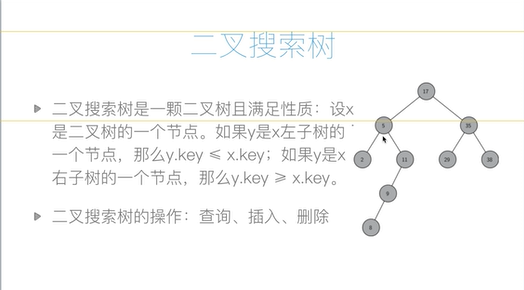 二叉搜索树
二叉搜索树是一颗二叉树且满足性质：设x
是二叉树的一个节点。如果y是x左子树的
一个节点，那么y.key ≤ x.key；如果y是x
右子树的一个节点，那么y.key ≥ x.key。
二叉搜索树的操作：查询、插入、删除
17
5
35
2
11
29
38
9